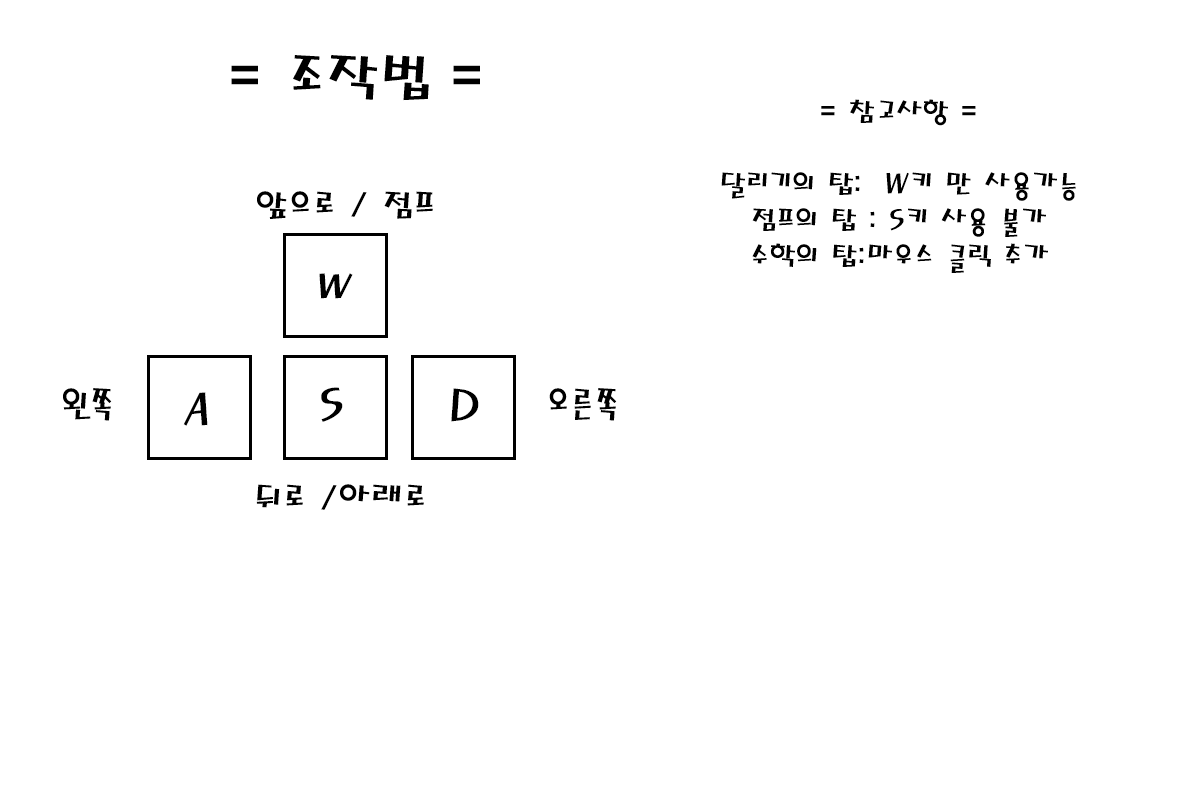 = 조작법 =
앞으로 / 점프
W
왼쪽 A S D 오른쪽
뒤로 /아래로
= 참고사항 =
달리기의 탑: W키 만 사용가능
점프의 탑 : S키 사용 불가
수학의 탑:마우스 클릭 추가